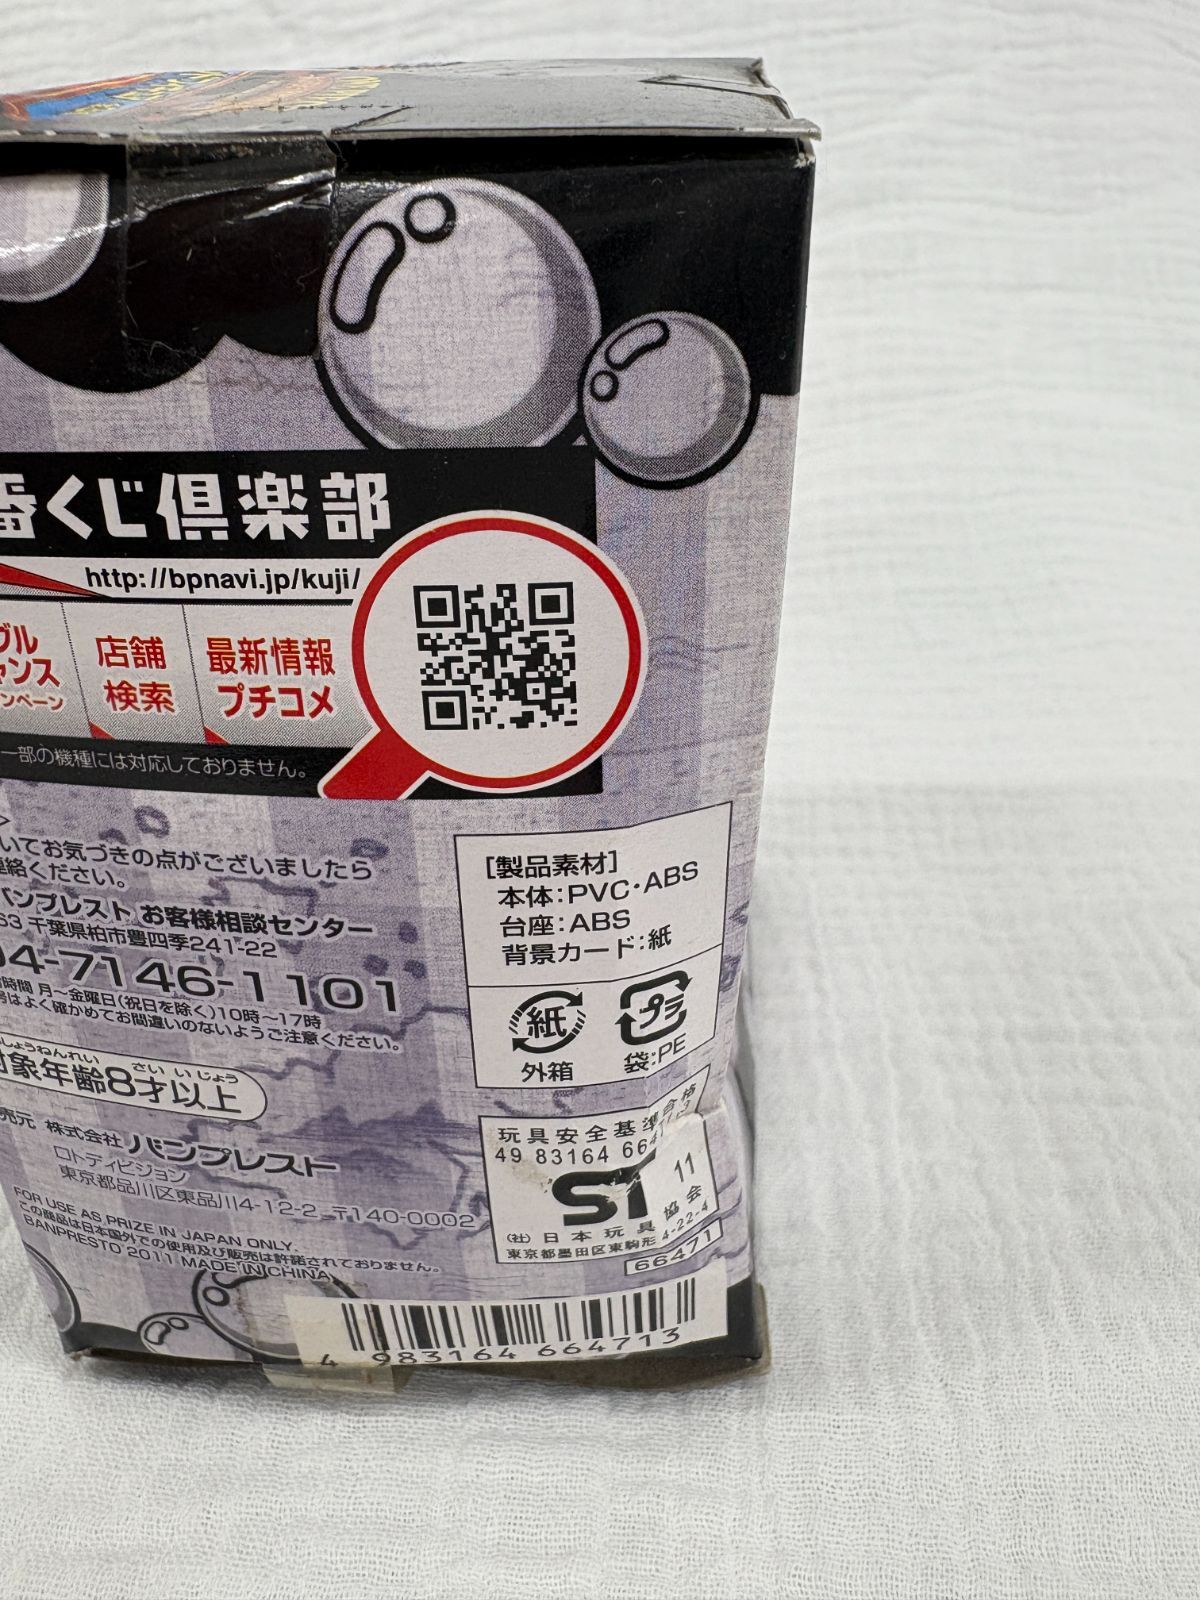 番くじ倶楽部
http://bpnavi.jp/kuji/
店舗
検索
最新情報
プチコメ
一部の機種には対応しておりません。
いてお気づきの点がございましたら
連絡ください。
バンプレスト お客様相談センター
63 千葉県柏市豊四季241-22
04-7146-1101
時間 月～金曜日(祝日を除く)10時～17時
号はよく確かめてお間違いのないようご注意ください。
対象年齢8才以上
売元 株式会社 バンプレスト
ロトディビジョン
東京都品川区東品川4-12-2 〒140-0002
FOR USE AS PRIZE IN JAPAN ONLY.
この商品は日本国外での使用及び販売は許諾されておりません。
BANPRESTO 2011 MADE IN CHINA
[製品素材]
本体:PVC・ABS
台座:ABS
背景カード:紙
紙
外箱
プラ
袋:PE
玩具安全基準合格
49 83164 66471 3
ST 11
(社) 日本玩具協会
東京都墨田区東駒形4-22-4
66471
4 983164 664713